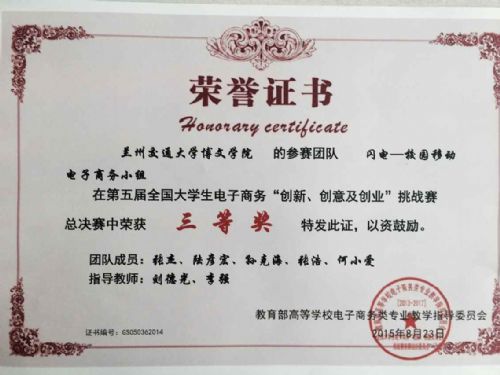 荣誉证书
Honorary certificate
兰州交通大学博文学院 的参赛团队 闪电—校园移动
电子商务小组
在第五届全国大学生电子商务“创新、创意及创业”挑战赛
总决赛中荣获 三等奖 特发此证，以资鼓励。
团队成员：张杰、陆彦宏、孙克海、张浩、何小爱
指导教师：刘德光、李强
教育部高等学校电子商务类专业教学指导委员会
证书编号：GS050362014
2015年8月23日